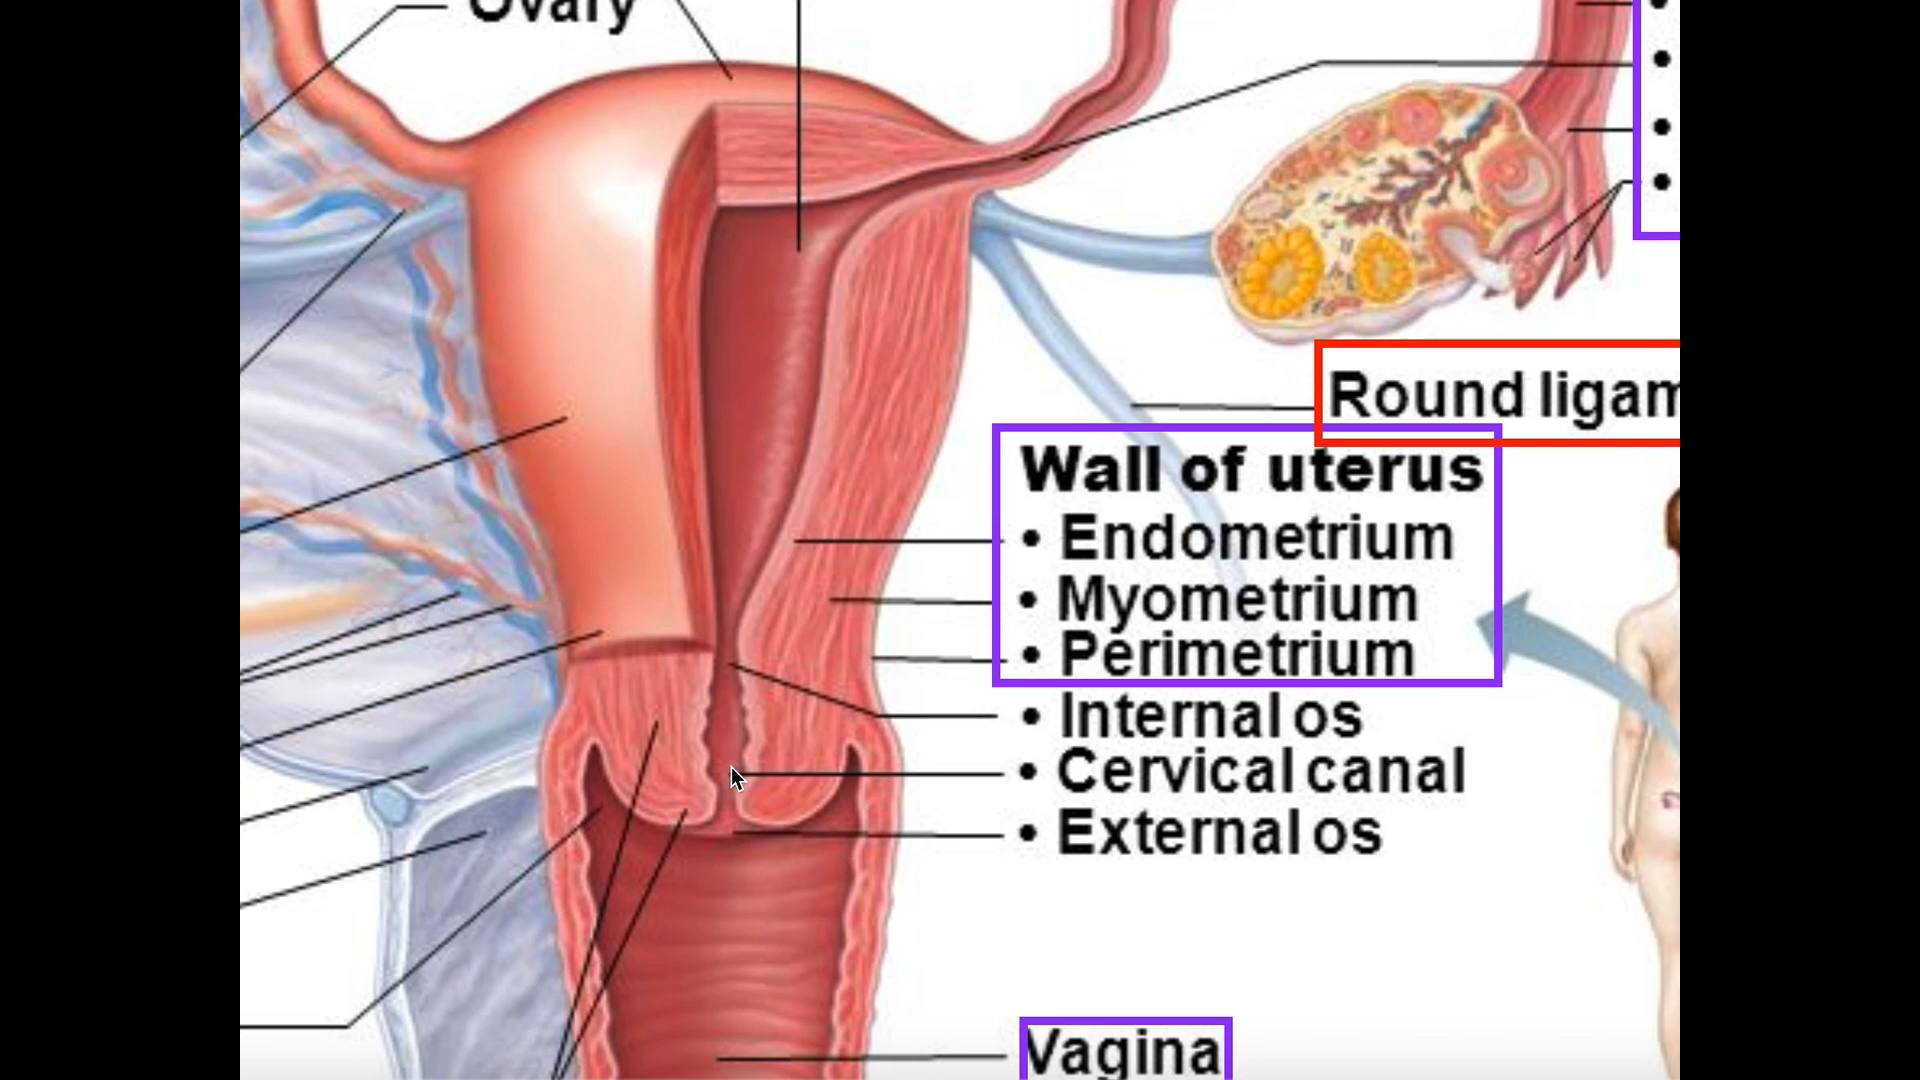 Ovary
Round ligam
Wall of uterus
• Endometrium
• Myometrium
• Perimetrium
• Internal os
• Cervical canal
• External os
Vagina